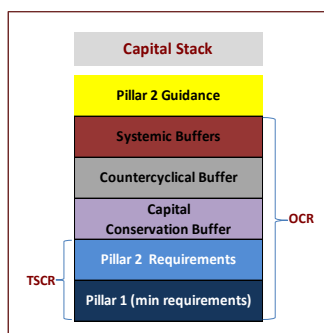 Capital Stack
Pillar 2 Guidance
Systemic Buffers
Countercyclical Buffer
Capital
Conservation Buffer
OCR
Pillar 2 Requirements
TSCR
Pillar 1 (min requirements)